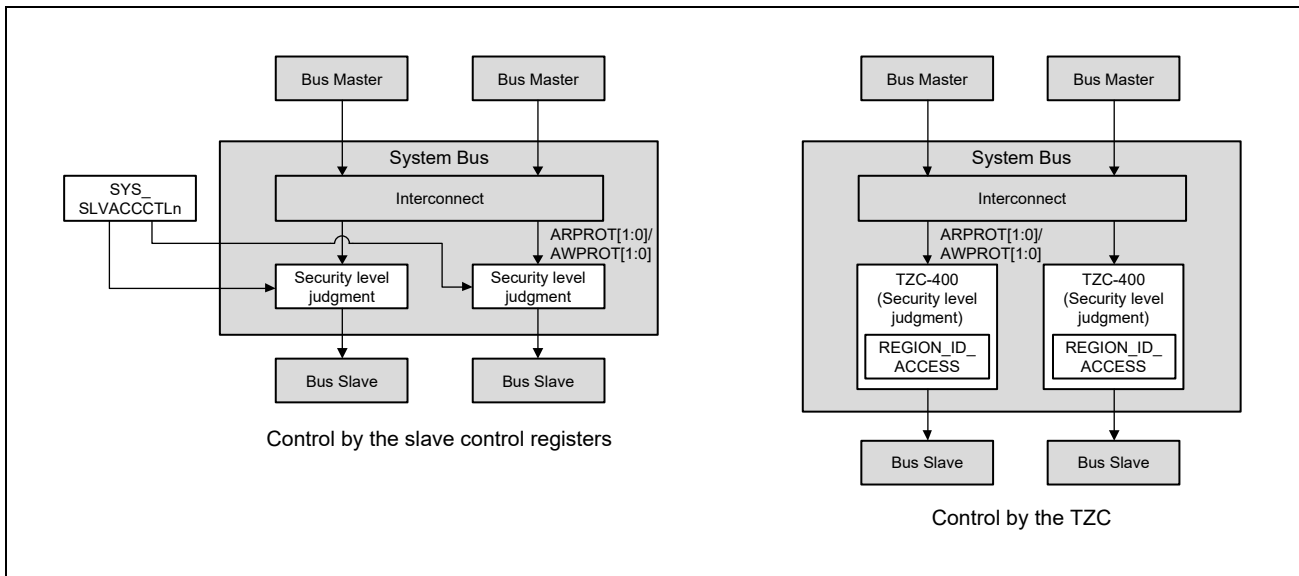 Bus Master
Bus Master
System Bus
SYS_
SLVACCCTLn
Interconnect
ARPROT[1:0]/
AWPROT[1:0]
Security level
judgment
Security level
judgment
Bus Slave
Bus Slave
Control by the slave control registers
Bus Master
Bus Master
System Bus
Interconnect
ARPROT[1:0]/
AWPROT[1:0]
TZC-400
(Security level
judgment)
REGION_ID_
ACCESS
TZC-400
(Security level
judgment)
REGION_ID_
ACCESS
Bus Slave
Bus Slave
Control by the TZC